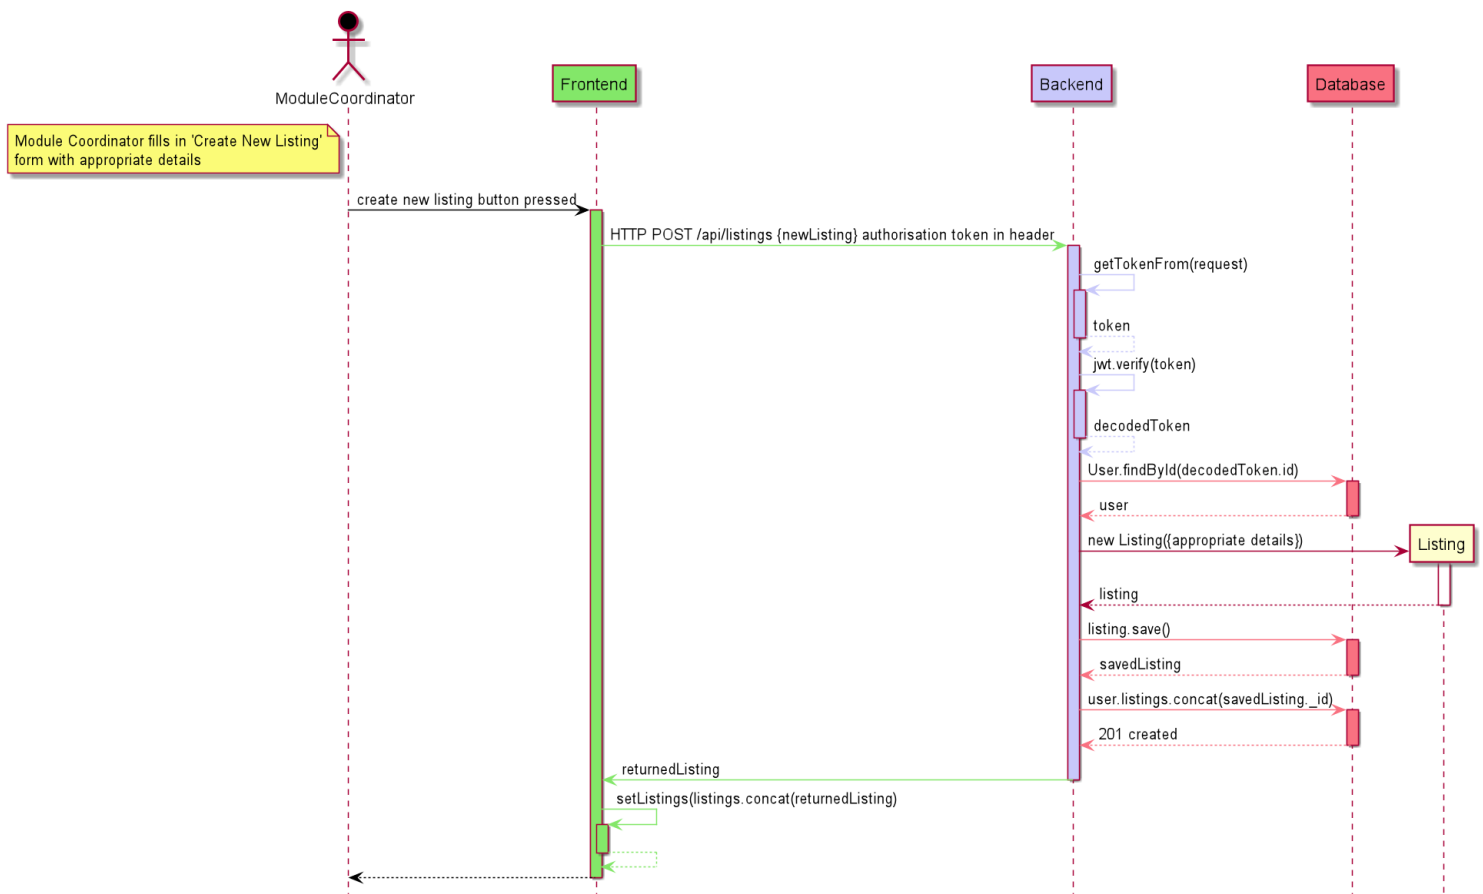 ModuleCoordinator
Frontend
Backend
Database
Module Coordinator fills in 'Create New Listing'
form with appropriate details
create new listing button pressed
HTTP POST /api/listings {newListing} authorisation token in header
getTokenFrom(request)
token
jwt.verify(token)
decodedToken
User.findById(decodedToken.id)
user
new Listing({appropriate details})
Listing
listing
listing.save()
savedListing
user.listings.concat(savedListing._id)
201 created
returnedListing
setListings(listings.concat(returnedListing)